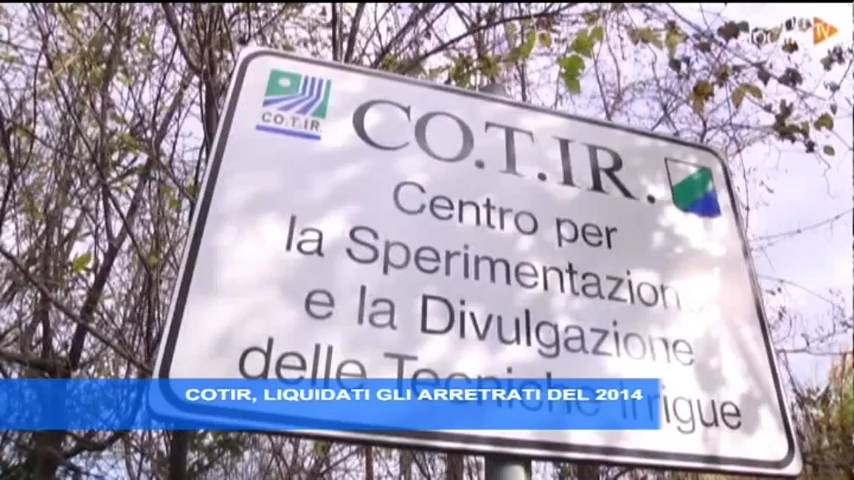 TV
CO.T.IR
CO.T.IR.
Centro per
la Sperimentazione
e la Divulgazione
delle Tecniche Irrigue
COTIR, LIQUIDATI GLI ARRETRATI DEL 2014